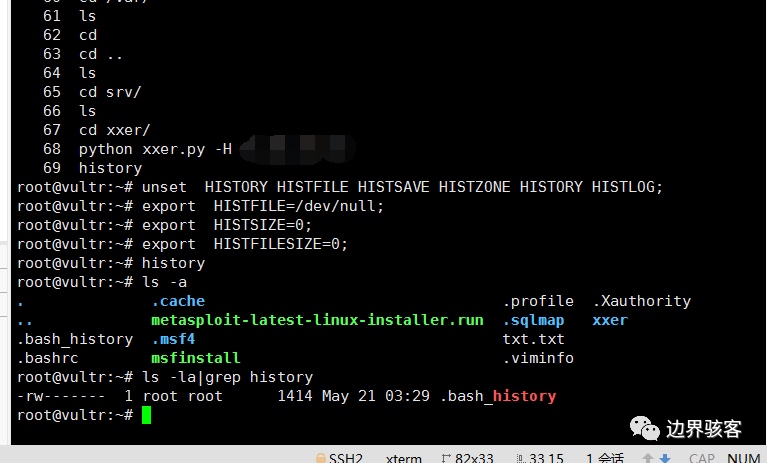 60  cd /var/
61  ls
62  cd
63  cd ..
64  ls
65  cd srv/
66  ls
67  cd xxer/
68  python xxer.py -H
69  history
root@vultr:~# unset  HISTORY HISTFILE HISTSAVE HISTZONE HISTORY HISTLOG;
root@vultr:~# export  HISTFILE=/dev/null;
root@vultr:~# export  HISTSIZE=0;
root@vultr:~# export  HISTFILESIZE=0;
root@vultr:~# history
root@vultr:~# ls -a
.  .cache  .profile  .Xauthority
..  metasploit-latest-linux-installer.run  .sqlmap  xxer
.bash_history  .msf4  txt.txt
.bashrc  msfinstall  .viminfo
root@vultr:~# ls -la|grep history
-rw-------  1 root root  1414 May 21 03:29 .bash_history
root@vultr:~#
边界骇客
SSH2  xterm  82x33  33,15  1 会话  CAP  NUM